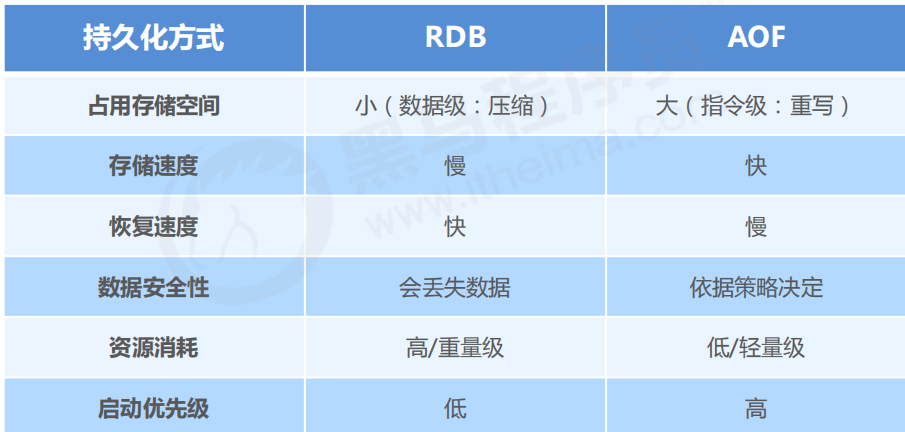 持久化方式 RDB AOF
占用存储空间 小（数据级：压缩） 大（指令级：重写）
存储速度 慢 快
恢复速度 快 慢
数据安全性 会丢失数据 依据策略决定
资源消耗 高/重量级 低/轻量级
启动优先级 低 高
黑马程序员
www.itheima.com